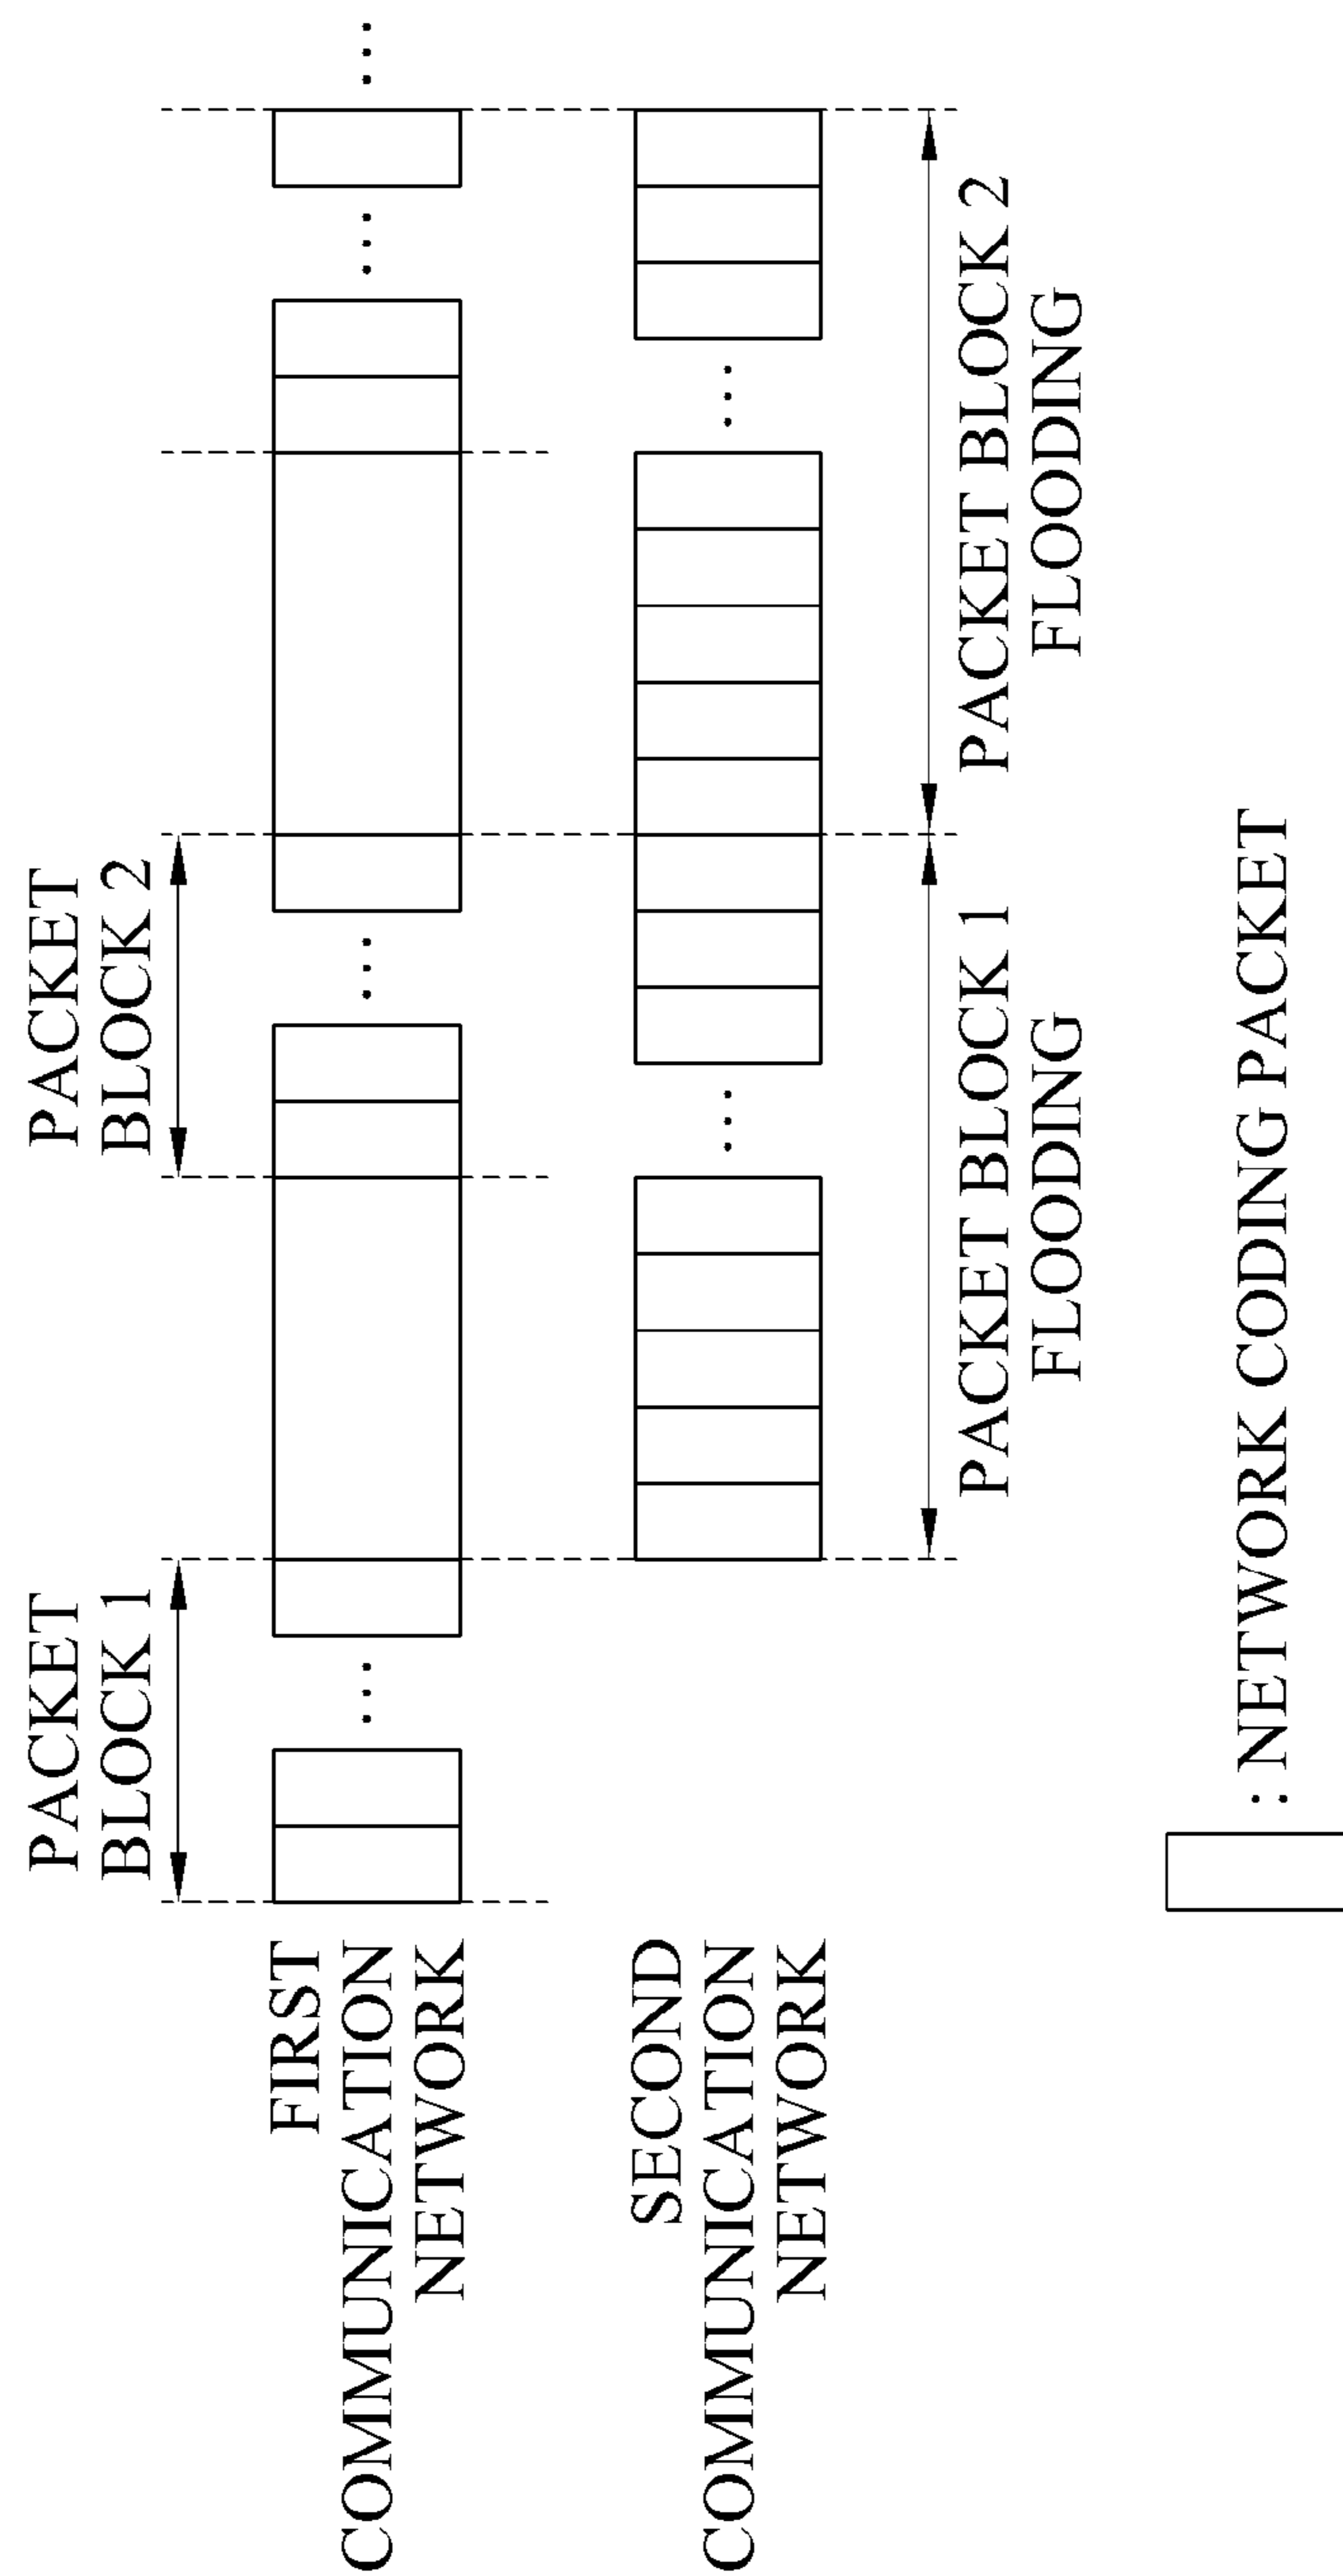 PACKET
BLOCK 1
PACKET
BLOCK 2
FIRST
COMMUNICATION
NETWORK
SECOND
COMMUNICATION
NETWORK
PACKET BLOCK 1
FLOODING
PACKET BLOCK 2
FLOODING
: NETWORK CODING PACKET